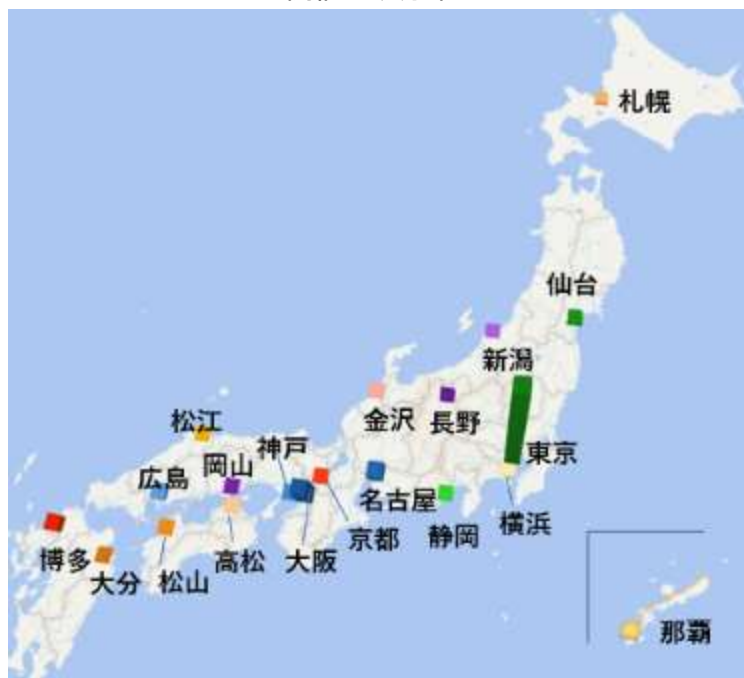 札幌
仙台
新潟
金沢
長野
松江
神戸
東京
広島
岡山
名古屋
横浜
京都
静岡
博多
大分
松山
高松
大阪
那覇